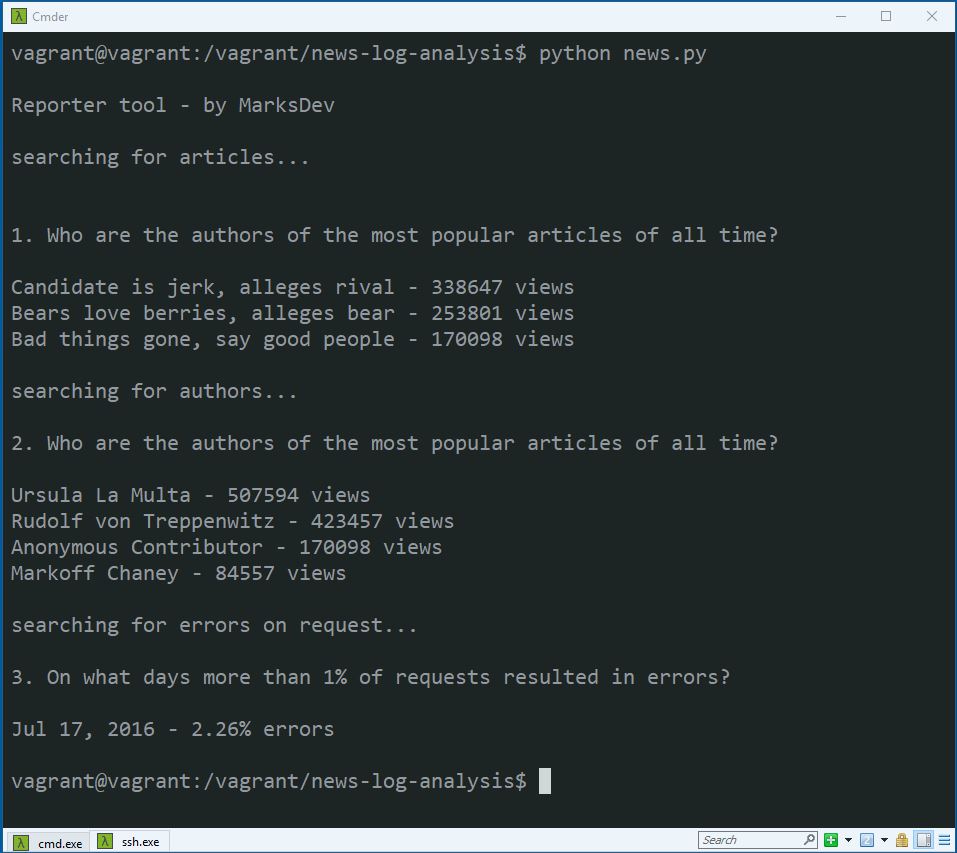 Cmder
vagrant@vagrant:/vagrant/news-log-analysis$ python news.py
Reporter tool - by MarksDev
searching for articles...
1. Who are the authors of the most popular articles of all time?
Candidate is jerk, alleges rival - 338647 views
Bears love berries, alleges bear - 253801 views
Bad things gone, say good people - 170098 views
searching for authors...
2. Who are the authors of the most popular articles of all time?
Ursula La Multa - 507594 views
Rudolf von Treppenwitz - 423457 views
Anonymous Contributor - 170098 views
Markoff Chaney - 84557 views
searching for errors on request...
3. On what days more than 1% of requests resulted in errors?
Jul 17, 2016 - 2.26% errors
vagrant@vagrant:/vagrant/news-log-analysis$
cmd.exe ssh.exe Search